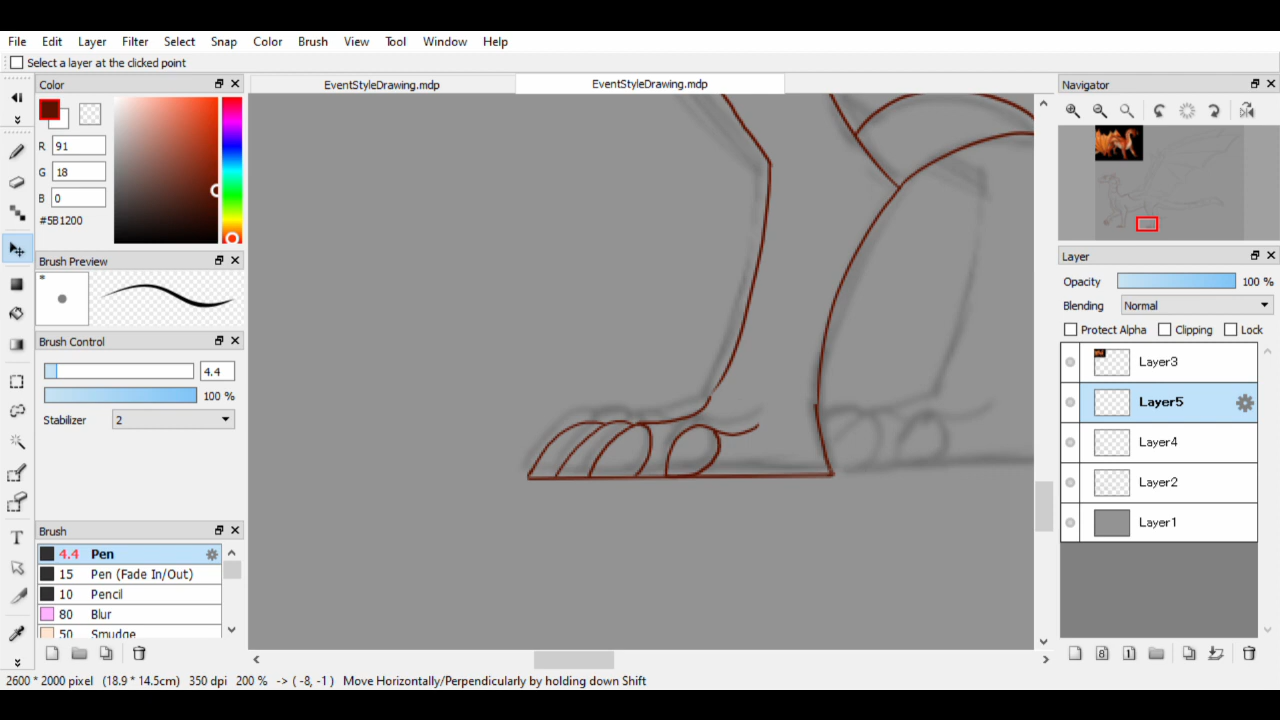 File Edit Layer Filter Select Snap Color Brush View Tool Window Help
Select a layer at the clicked point
Color
R 91
G 18
B 0
#5B1200
Brush Preview
*
Brush Control
4.4
100 %
Stabilizer 2
Brush
4.4 Pen
15 Pen (Fade In/Out)
10 Pencil
80 Blur
50 Smudge
EventStyleDrawing.mdp EventStyleDrawing.mdp
Navigator
Layer
Opacity 100 %
Blending Normal
Protect Alpha Clipping Lock
Layer3
Layer5
Layer4
Layer2
Layer1
T
8 1
2600 * 2000 pixel (18.9 * 14.5cm) 350 dpi 200 % -> ( -8, -1 ) Move Horizontally/Perpendicularly by holding down Shift